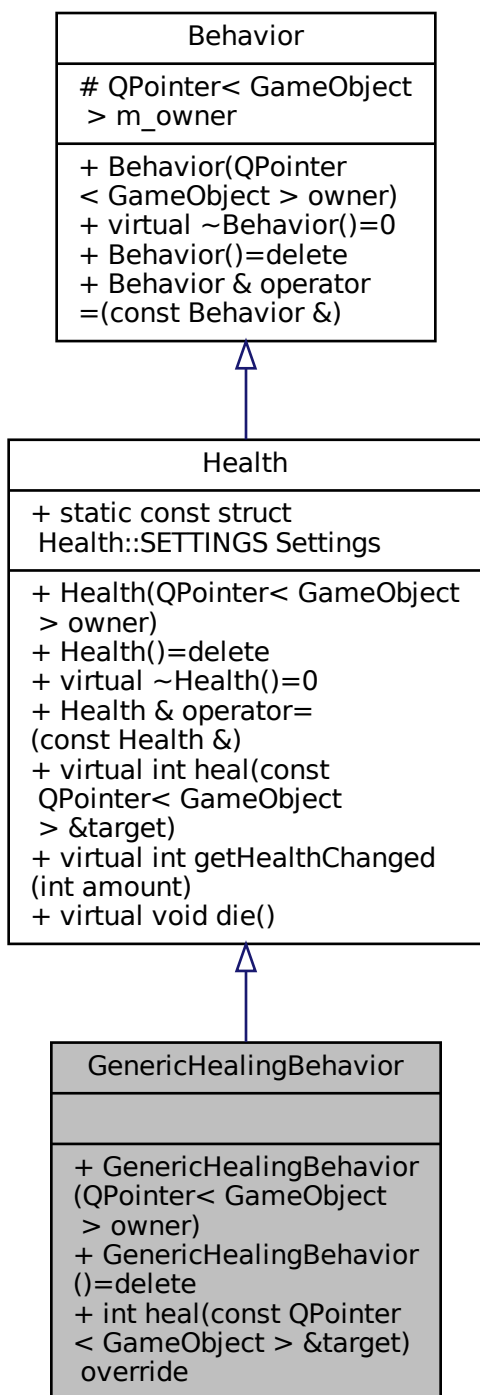 Behavior
# QPointer< GameObject
> m_owner
+ Behavior(QPointer
< GameObject > owner)
+ virtual ~Behavior()=0
+ Behavior()=delete
+ Behavior & operator
=(const Behavior &)
Health
+ static const struct
Health::SETTINGS Settings
+ Health(QPointer< GameObject
> owner)
+ Health()=delete
+ virtual ~Health()=0
+ Health & operator=
(const Health &)
+ virtual int heal(const
QPointer< GameObject
> &target)
+ virtual int getHealthChanged
(int amount)
+ virtual void die()
GenericHealingBehavior
+ GenericHealingBehavior
(QPointer< GameObject
> owner)
+ GenericHealingBehavior
()=delete
+ int heal(const QPointer
< GameObject > &target)
override